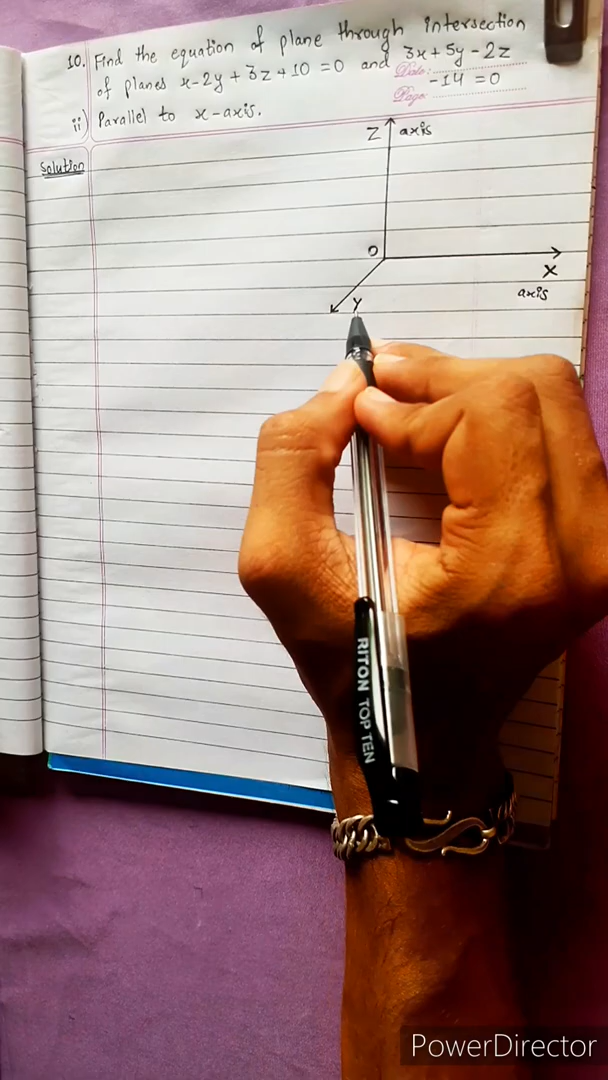 10. Find the equation of plane through intersection
of planes x-2y+3z+10=0 and 3x+5y-2z
Date:
-14=0
Page:
ii) Parallel to x-axis.
Z axis
Solution
O
X
axis
Y
RITON TOP TEN
PowerDirector